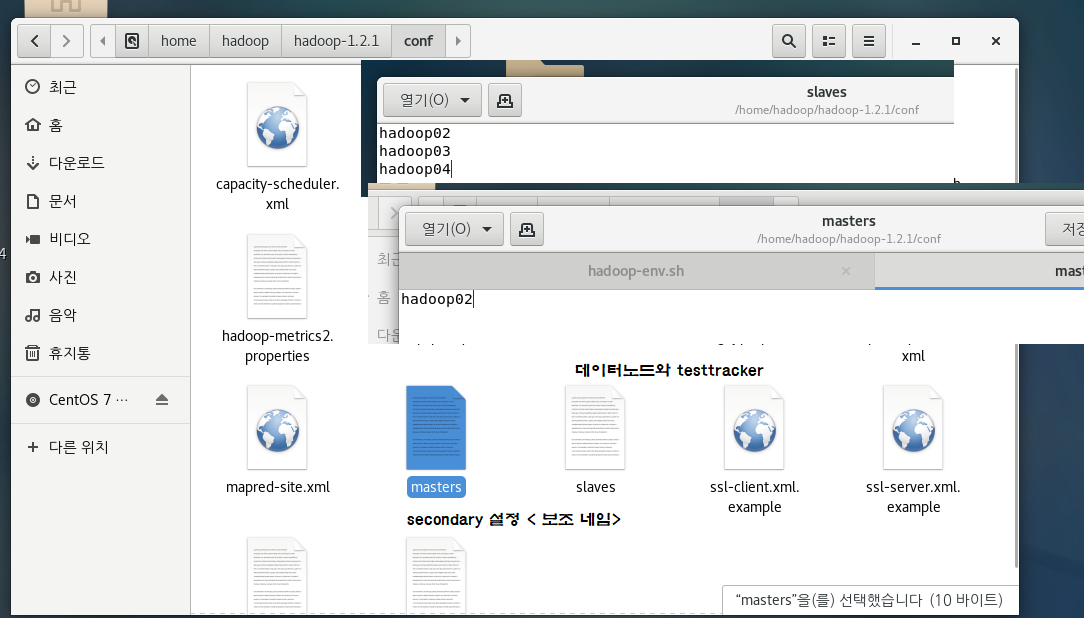 home hadoop hadoop-1.2.1 conf
최근
홈
다운로드
문서
비디오
사진
음악
휴지통
CentOS 7 ⋯
다른 위치
4
capacity-scheduler.
xml
hadoop-metrics2.
properties
열기(O)
slaves
/home/hadoop/hadoop-1.2.1/conf
hadoop02
hadoop03
hadoop04
최근
홈
열기(O)
masters
/home/hadoop/hadoop-1.2.1/conf
hadoop-env.sh
hadoop02
xml
데이터노드와 testtracker
mapred-site.xml
masters
slaves
ssl-client.xml.
example
ssl-server.xml.
example
secondary 설정 < 보조 네임>
“masters”을(를) 선택했습니다 (10 바이트)